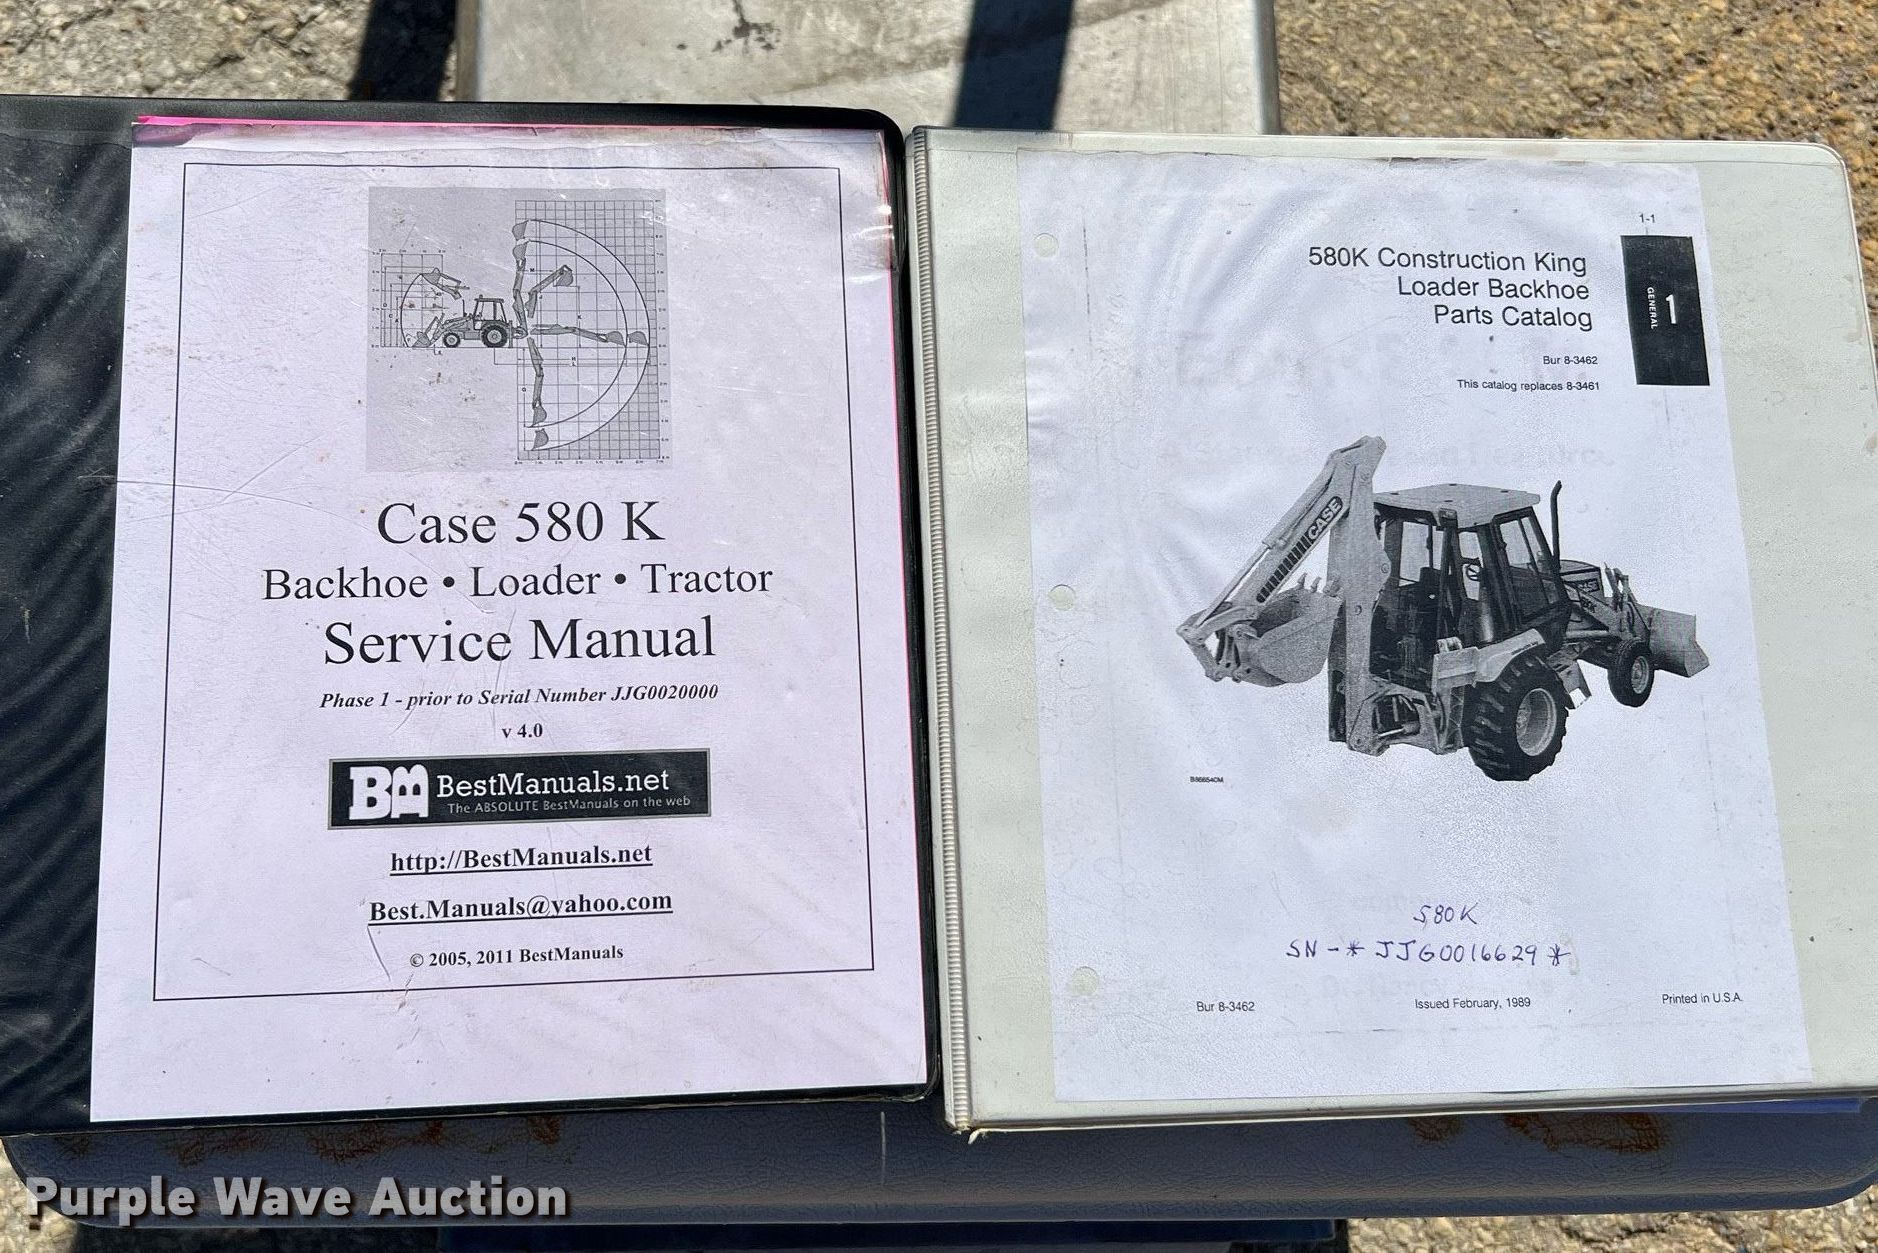 Case 580 K
Backhoe • Loader • Tractor
Service Manual
Phase 1 - prior to Serial Number JJG0020000
v 4.0
BM BestManuals.net
The ABSOLUTE BestManuals on the web
http://BestManuals.net
Best.Manuals@yahoo.com
© 2005, 2011 BestManuals
1-1
580K Construction King
Loader Backhoe
Parts Catalog
1
GENERAL
Bur 8-3462
This catalog replaces 8-3461
CASE
CASE
580K
SN-*JJG0016629*
Bur 8-3462
Issued February, 1989
Printed in U.S.A.
Purple Wave Auction